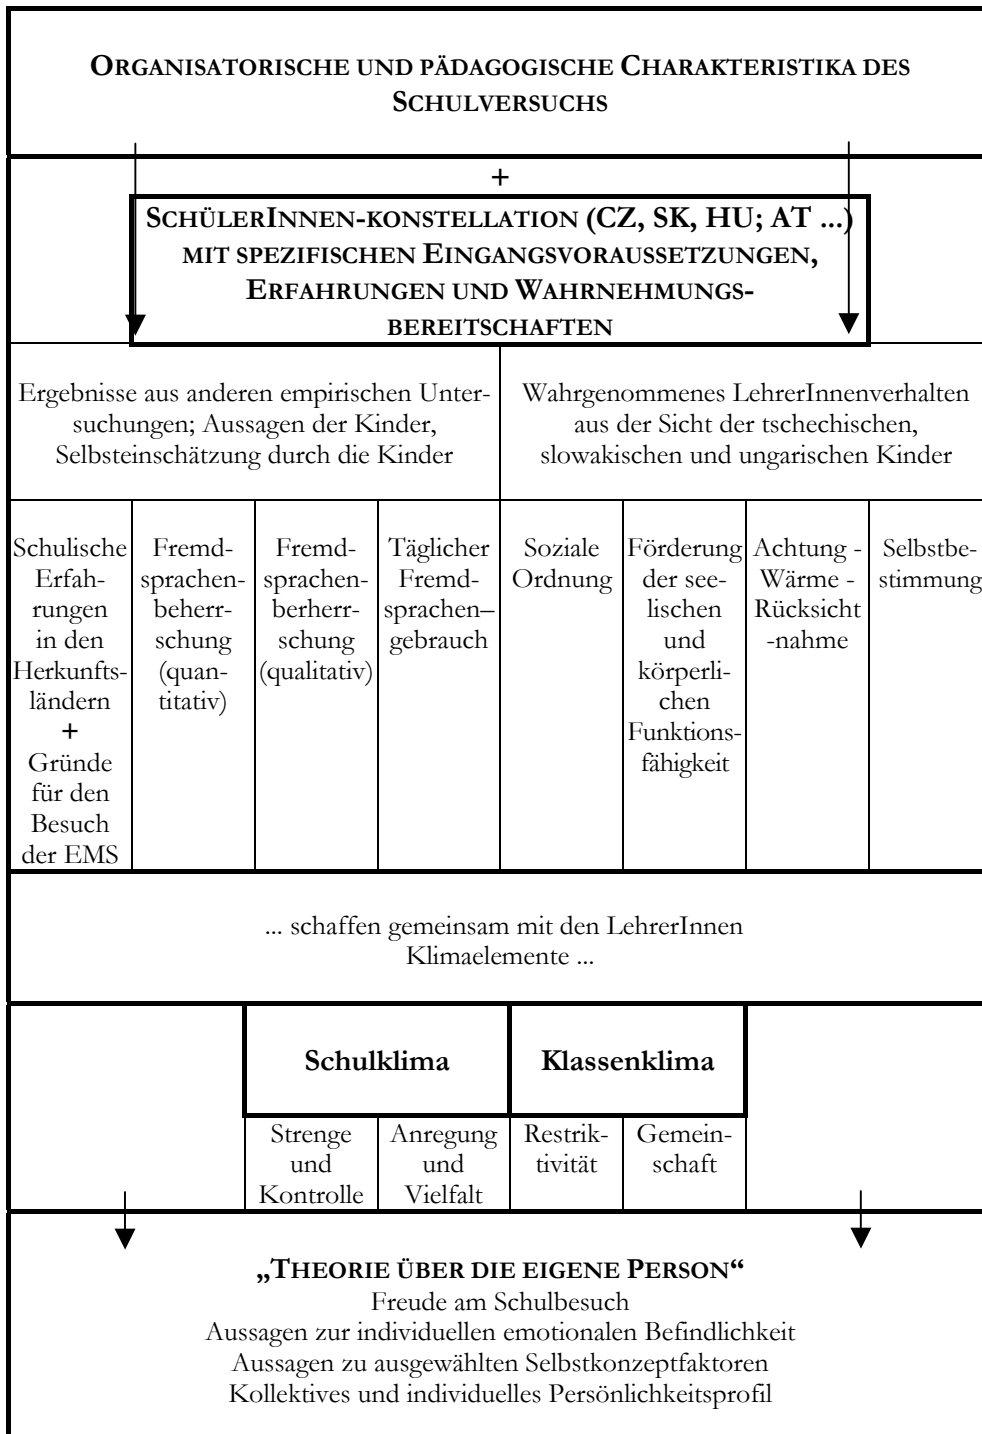 ORGANISATORISCHE UND PÄDAGOGISCHE CHARAKTERISTIKA DES
SCHULVERSUCHS
+
SCHÜLERINNEN-KONSTELLATION (CZ, SK, HU; AT ...)
MIT SPEZIFISCHEN EINGANGSVORAUSSETZUNGEN,
ERFAHRUNGEN UND WAHRNEHMUNGS-
BEREITSCHAFTEN
Ergebnisse aus anderen empirischen Unter-
suchungen; Aussagen der Kinder,
Selbsteinschätzung durch die Kinder
Wahrgenommenes LehrerInnenverhalten
aus der Sicht der tschechischen,
slowakischen und ungarischen Kinder
Schulische
Erfah-
rungen
in den
Herkunfts-
ländern
+
Gründe
für den
Besuch
der EMS
Fremd-
sprachen-
beherr-
schung
(quan-
titativ)
Fremd-
sprachen-
berherr-
schung
(qualitativ)
Täglicher
Fremd-
sprachen–
gebrauch
Soziale
Ordnung
Förderung
der see-
lischen
und
körperli-
chen
Funktions-
fähigkeit
Achtung -
Wärme -
Rücksicht
-nahme
Selbstbe-
stimmung
... schaffen gemeinsam mit den LehrerInnen
Klimaelemente ...
Schulklima
Klassenklima
Strenge
und
Kontrolle
Anregung
und
Vielfalt
Restrik-
tivität
Gemein-
schaft
„THEORIE ÜBER DIE EIGENE PERSON“
Freude am Schulbesuch
Aussagen zur individuellen emotionalen Befindlichkeit
Aussagen zu ausgewählten Selbstkonzeptfaktoren
Kollektives und individuelles Persönlichkeitsprofil